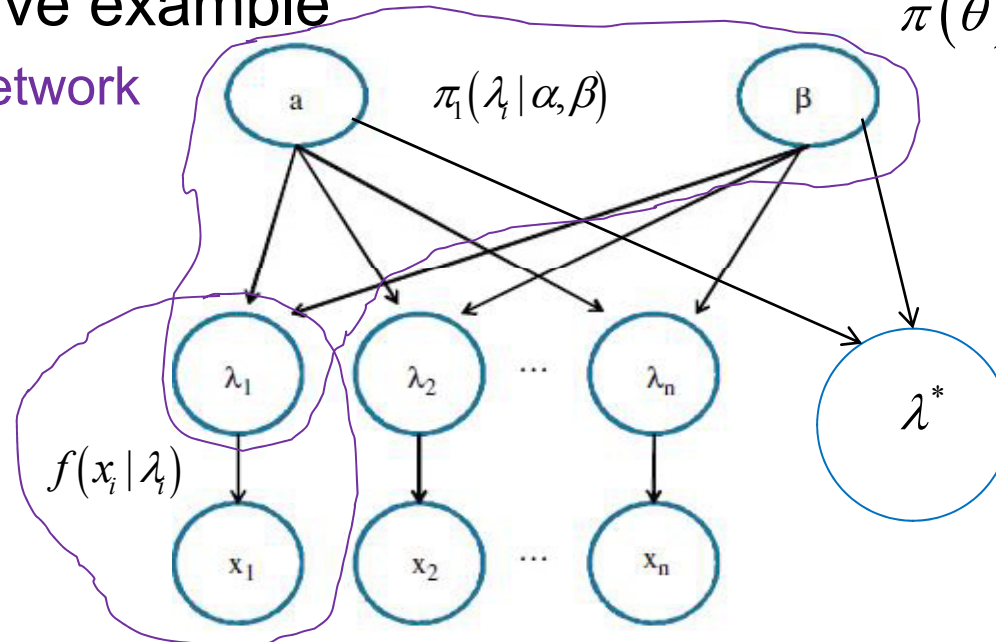 ve example
π(θ
etwork
a
π₁(λᵢ|α,β)
β
λ₁
λ₂
...
λₙ
λ*
f(xᵢ|λᵢ)
x₁
x₂
...
xₙ